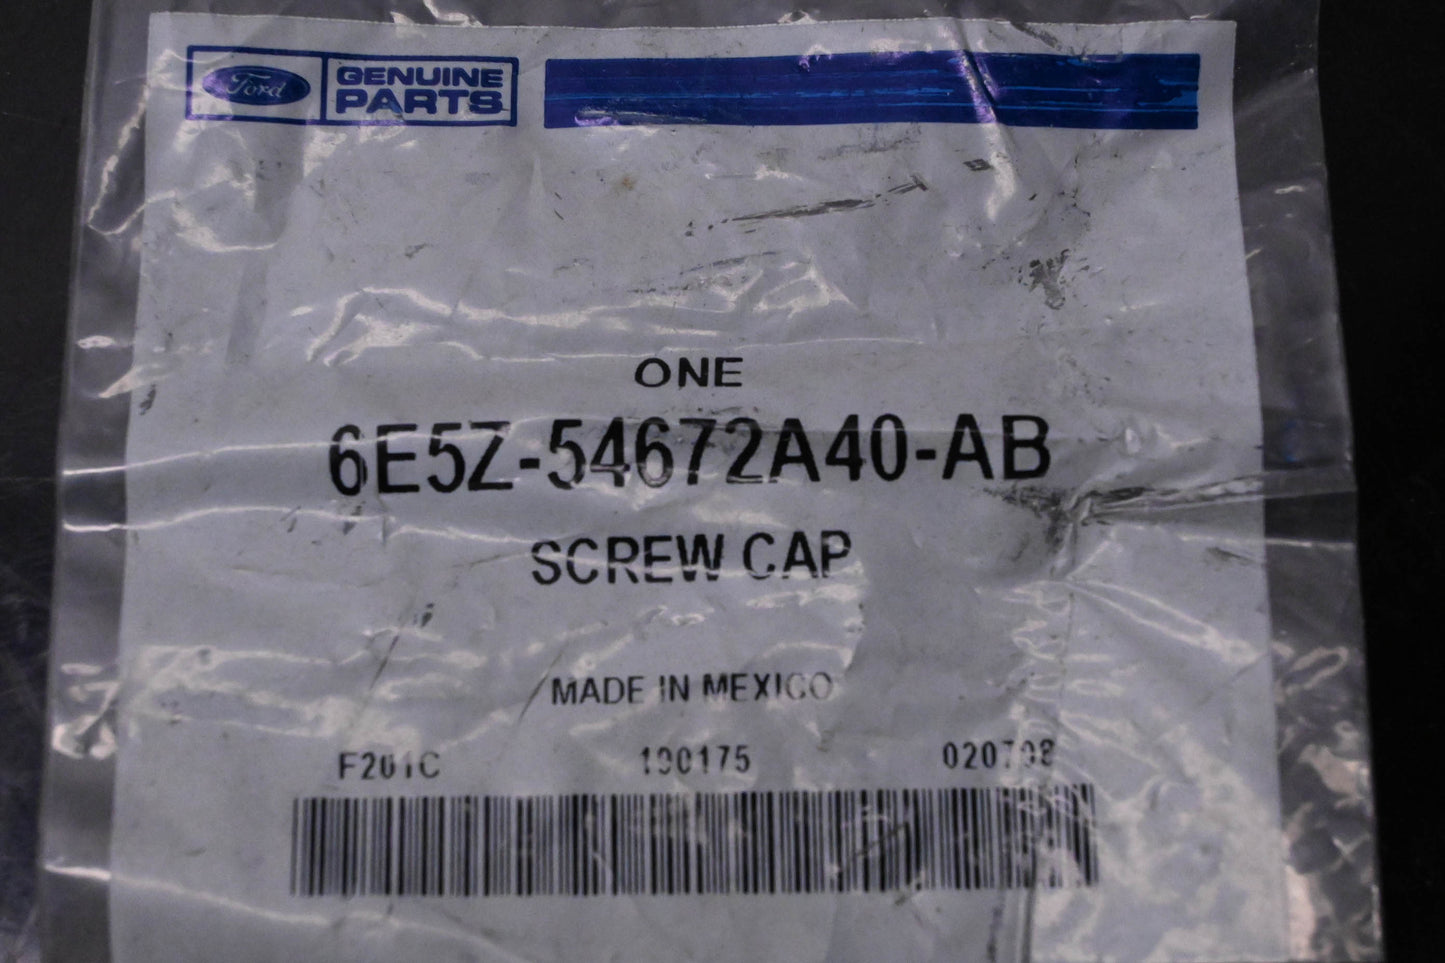 Ford GENUINE
PARTS
ONE
6E5Z-54672A40-AB
SCREW CAP
MADE IN MEXICO
F201C 190175 020708